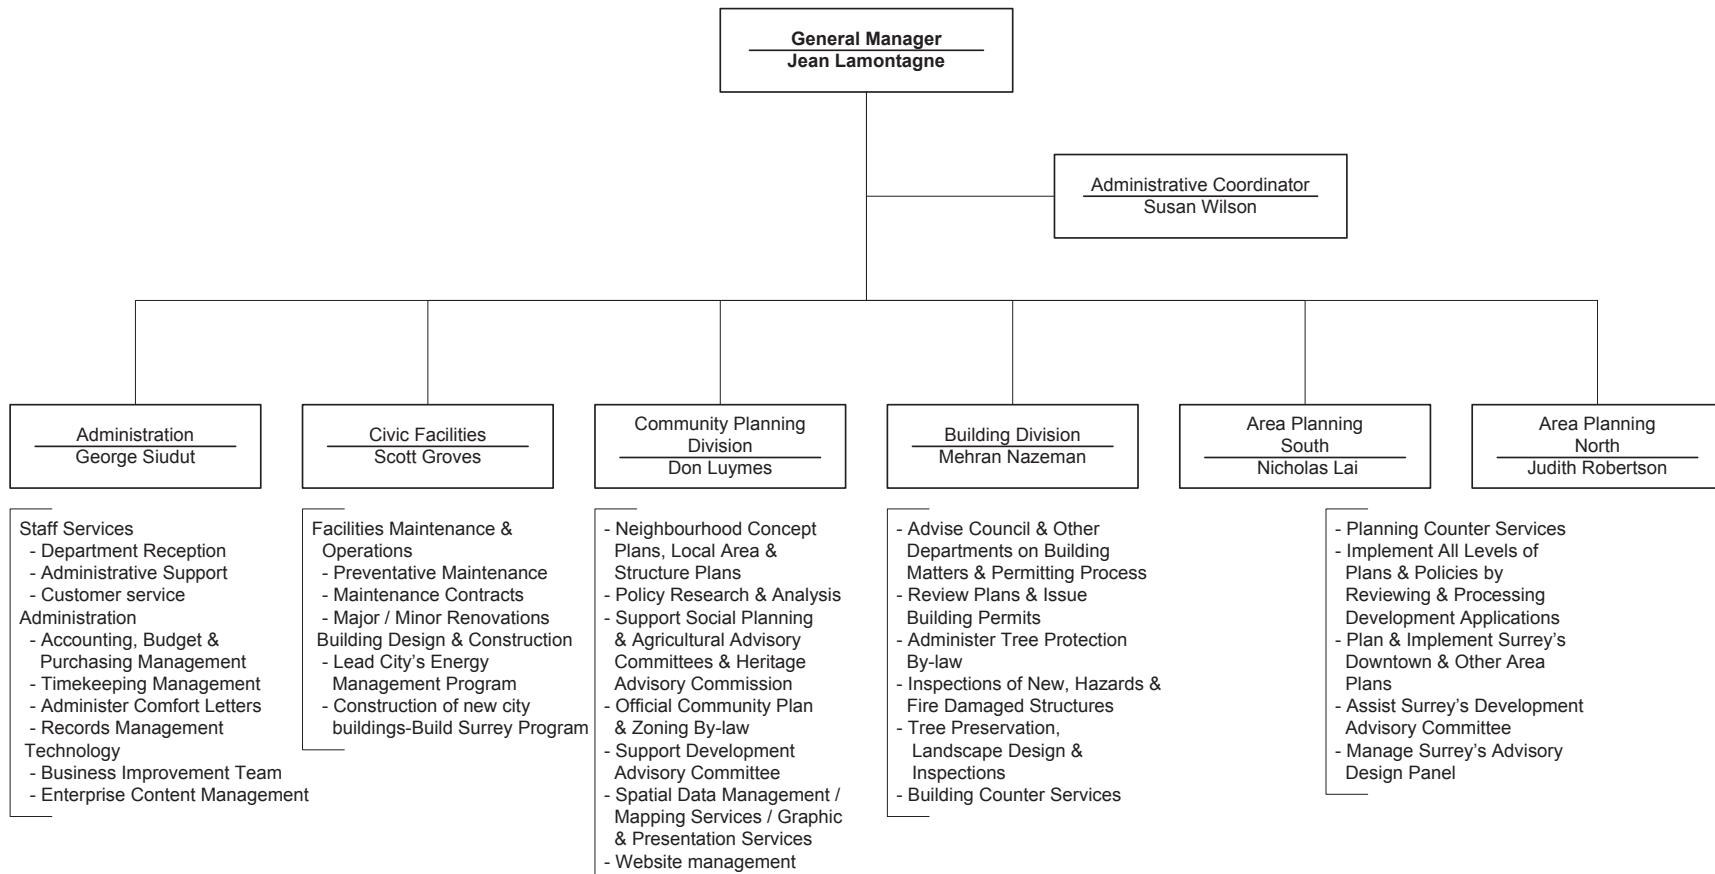 General Manager
Jean Lamontagne
Administrative Coordinator
Susan Wilson
Administration
George Siudut
Civic Facilities
Scott Groves
Community Planning
Division
Don Luymes
Building Division
Mehran Nazeman
Area Planning
South
Nicholas Lai
Area Planning
North
Judith Robertson
Staff Services
- Department Reception
- Administrative Support
- Customer service
Administration
- Accounting, Budget &
Purchasing Management
- Timekeeping Management
- Administer Comfort Letters
- Records Management
Technology
- Business Improvement Team
- Enterprise Content Management
Facilities Maintenance &
Operations
- Preventative Maintenance
- Maintenance Contracts
- Major / Minor Renovations
Building Design & Construction
- Lead City’s Energy
Management Program
- Construction of new city
buildings-Build Surrey Program
- Neighbourhood Concept
Plans, Local Area &
Structure Plans
- Policy Research & Analysis
- Support Social Planning
& Agricultural Advisory
Committees & Heritage
Advisory Commission
- Official Community Plan
& Zoning By-law
- Support Development
Advisory Committee
- Spatial Data Management /
Mapping Services / Graphic
& Presentation Services
- Website management
- Advise Council & Other
Departments on Building
Matters & Permitting Process
- Review Plans & Issue
Building Permits
- Administer Tree Protection
By-law
- Inspections of New, Hazards &
Fire Damaged Structures
- Tree Preservation,
Landscape Design &
Inspections
- Building Counter Services
- Planning Counter Services
- Implement All Levels of
Plans & Policies by
Reviewing & Processing
Development Applications
- Plan & Implement Surrey’s
Downtown & Other Area
Plans
- Assist Surrey’s Development
Advisory Committee
- Manage Surrey’s Advisory
Design Panel